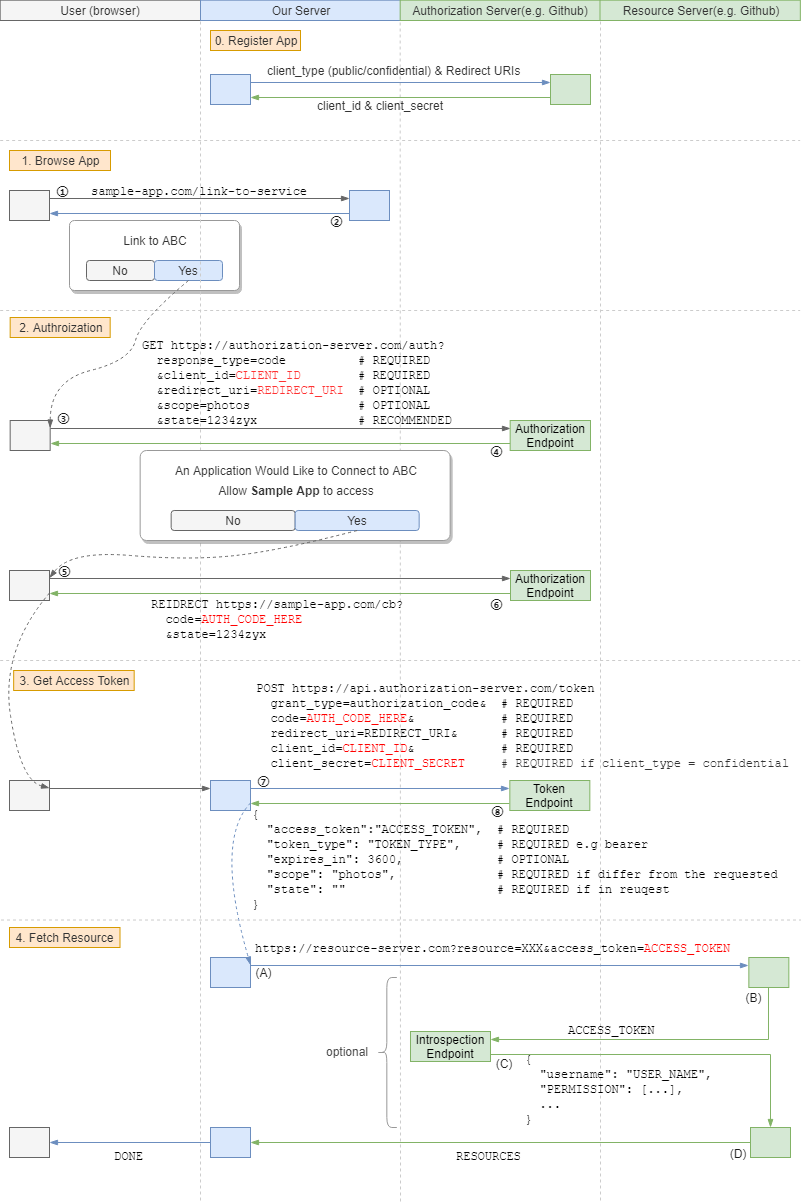 User (browser)
Our Server
Authorization Server(e.g. Github)
Resource Server(e.g. Github)
0. Register App
client_type (public/confidential) & Redirect URIs
client_id & client_secret
1. Browse App
① sample-app.com/link-to-service
②
Link to ABC
No
Yes
2. Authroization
GET https://authorization-server.com/auth?
response_type=code # REQUIRED
&client_id=CLIENT_ID # REQUIRED
&redirect_uri=REDIRECT_URI # OPTIONAL
&scope=photos # OPTIONAL
&state=1234zyx # RECOMMENDED
③
Authorization
Endpoint
④
An Application Would Like to Connect to ABC
Allow Sample App to access
No
Yes
⑤
Authorization
Endpoint
⑥
REIDRECT https://sample-app.com/cb?
code=AUTH_CODE_HERE
&state=1234zyx
3. Get Access Token
POST https://api.authorization-server.com/token
grant_type=authorization_code& # REQUIRED
code=AUTH_CODE_HERE& # REQUIRED
redirect_uri=REDIRECT_URI& # REQUIRED
client_id=CLIENT_ID& # REQUIRED
client_secret=CLIENT_SECRET # REQUIRED if client_type = confidential
⑦
Token
Endpoint
⑧
{
"access_token":"ACCESS_TOKEN", # REQUIRED
"token_type": "TOKEN_TYPE", # REQUIRED e.g bearer
"expires_in": 3600, # OPTIONAL
"scope": "photos", # REQUIRED if differ from the requested
"state": "" # REQUIRED if in reuqest
}
4. Fetch Resource
https://resource-server.com?resource=XXX&access_token=ACCESS_TOKEN
(A)
(B)
ACCESS_TOKEN
optional
Introspection
Endpoint
(C)
{
"username": "USER_NAME",
"PERMISSION": [...],
...
}
(D)
DONE
RESOURCES